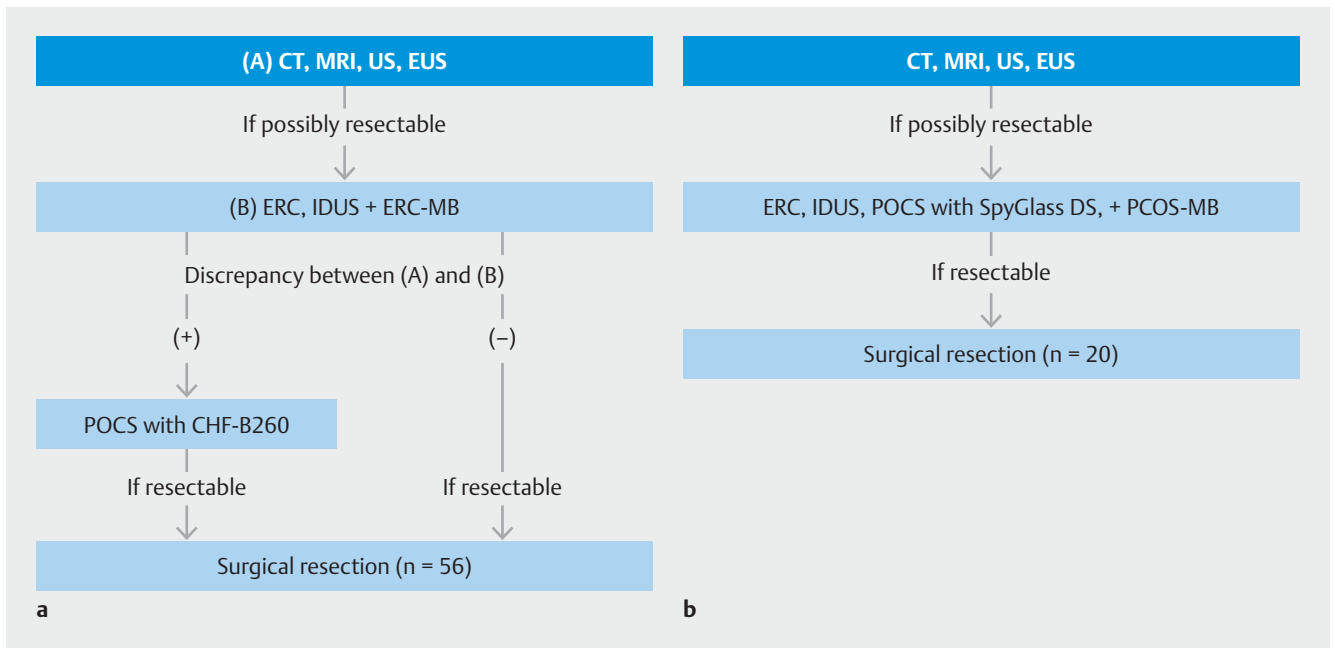 (A) CT, MRI, US, EUS
If possibly resectable
(B) ERC, IDUS + ERC-MB
Discrepancy between (A) and (B)
(+)
(–)
POCS with CHF-B260
If resectable
If resectable
Surgical resection (n = 56)
a
CT, MRI, US, EUS
If possibly resectable
ERC, IDUS, POCS with SpyGlass DS, + PCOS-MB
If resectable
Surgical resection (n = 20)
b